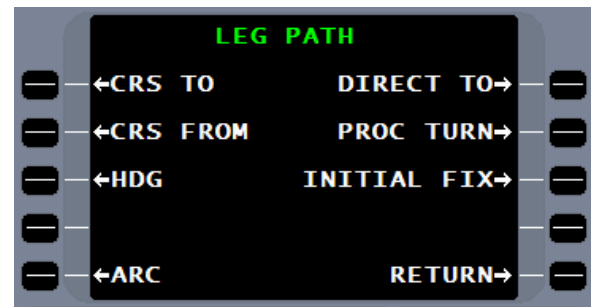 LEG PATH
←CRS TO DIRECT TO→
←CRS FROM PROC TURN→
←HDG INITIAL FIX→
←ARC RETURN→